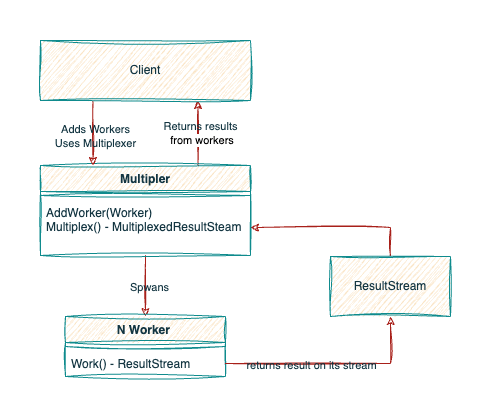 Client
Adds Workers
Uses Multiplexer
Returns results
from workers
Multipler
AddWorker(Worker)
Multiplex() - MultiplexedResultSteam
ResultStream
Spwans
N Worker
Work() - ResultStream
returns result on its stream